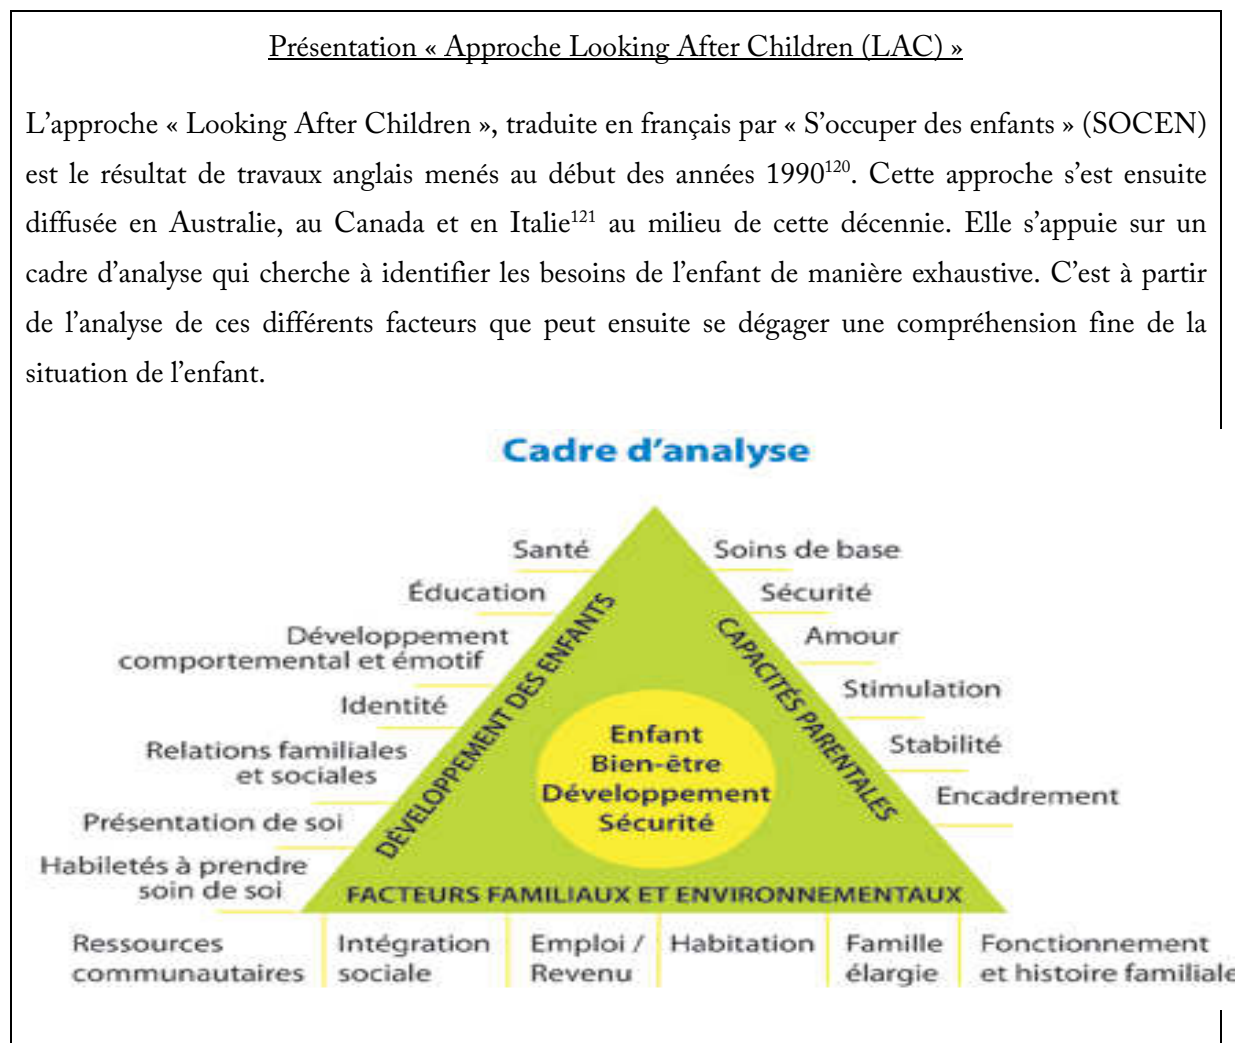 Présentation « Approche Looking After Children (LAC) »
L’approche « Looking After Children », traduite en français par « S’occuper des enfants » (SOCEN)
est le résultat de travaux anglais menés au début des années 1990120. Cette approche s’est ensuite
diffusée en Australie, au Canada et en Italie121 au milieu de cette décennie. Elle s’appuie sur un
cadre d’analyse qui cherche à identifier les besoins de l’enfant de manière exhaustive. C’est à partir
de l’analyse de ces différents facteurs que peut ensuite se dégager une compréhension fine de la
situation de l’enfant.
Cadre d’analyse
Santé
Éducation
Développement
comportemental et émotif
Identité
Relations familiales
et sociales
Présentation de soi
Habiletés à prendre
soin de soi
DÉVELOPPEMENT DES ENFANTS
Enfant
Bien-être
Développement
Sécurité
CAPACITÉS PARENTALES
Soins de base
Sécurité
Amour
Stimulation
Stabilité
Encadrement
FACTEURS FAMILIAUX ET ENVIRONNEMENTAUX
Ressources
communautaires
Intégration
sociale
Emploi /
Revenu
Habitation
Famille
élargie
Fonctionnement
et histoire familiale